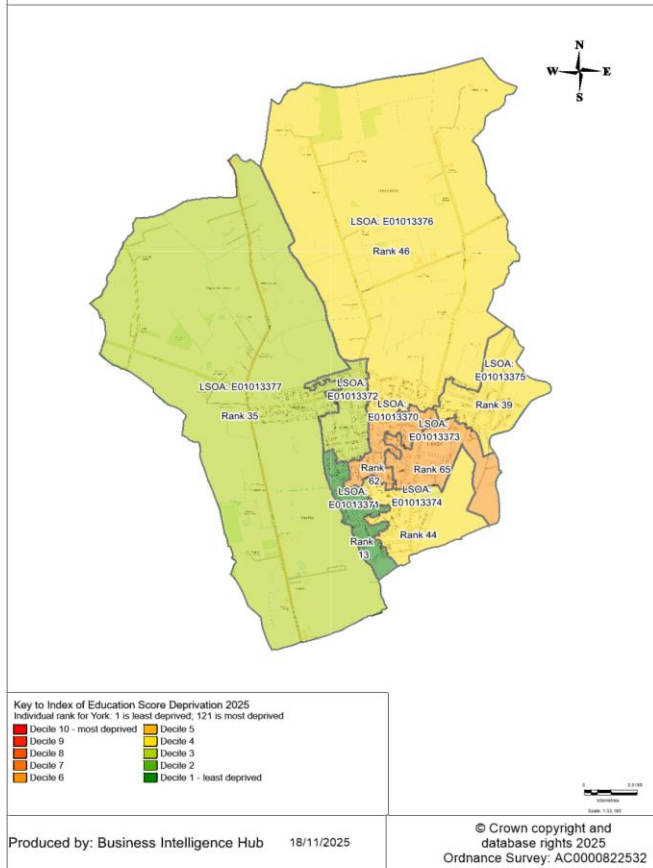 N
W E
S
LSOA: E01013376
Rank 46
LSOA:
E01013375
Rank 39
LSOA: E01013377
Rank 35
LSOA:
E01013372
LSOA:
E01013370
LSOA:
E01013373
Rank
62
Rank 65
LSOA:
E01013371
LSOA:
E01013374
Rank
13
Rank 44
Key to Index of Education Score Deprivation 2025
Individual rank for York: 1 is least deprived; 121 is most deprived
Decile 10 - most deprived
Decile 9
Decile 8
Decile 7
Decile 6
Decile 5
Decile 4
Decile 3
Decile 2
Decile 1 - least deprived
kilometres
Produced by: Business Intelligence Hub 18/11/2025
© Crown copyright and
database rights 2025
Ordnance Survey: AC0000822532